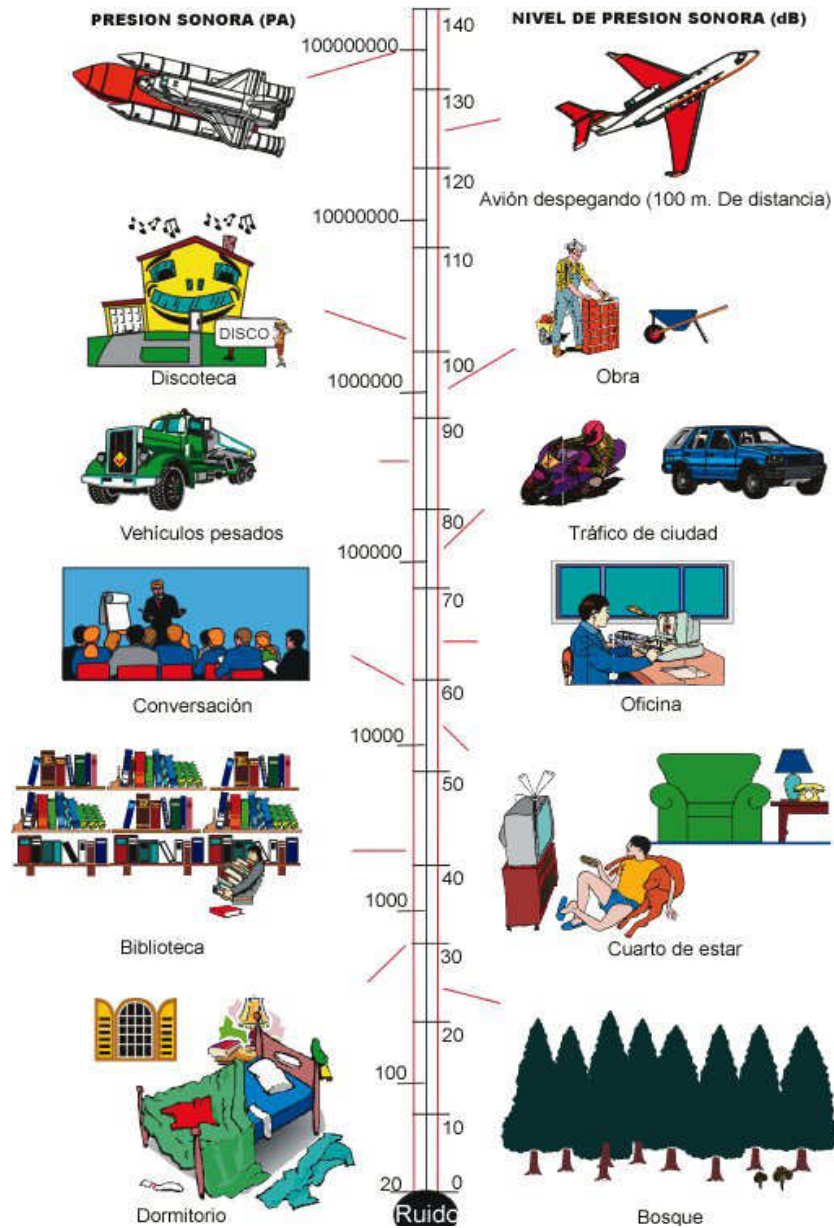 PRESION SONORA (PA)
NIVEL DE PRESION SONORA (dB)
140
100000000
130
120
Avión despegando (100 m. De distancia)
10000000
110
DISCO
100
Discoteca
Obra
1000000
90
80
Vehículos pesados
Tráfico de ciudad
100000
70
60
Conversación
Oficina
10000
50
40
1000
Biblioteca
30
Cuarto de estar
20
100
10
20
0
Dormitorio
Ruido
Bosque